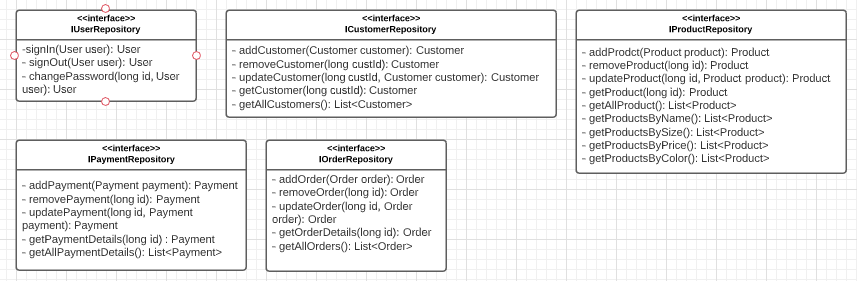 <<interface>>
IUserRepository
-signIn(User user): User
- signOut(User user): User
- changePassword(long id, User
user): User
<<interface>>
ICustomerRepository
- addCustomer(Customer customer): Customer
- removeCustomer(long custId): Customer
- updateCustomer(long custId, Customer customer): Customer
- getCustomer(long custId): Customer
- getAllCustomers(): List<Customer>
<<interface>>
IProductRepository
- addProdct(Product product): Product
- removeProduct(long id): Product
- updateProduct(long id, Product product): Product
- getProduct(long id): Product
- getAllProduct(): List<Product>
- getProductsByName(): List<Product>
- getProductsBySize(): List<Product>
- getProductsByPrice(): List<Product>
- getProductsByColor(): List<Product>
<<interface>>
IPaymentRepository
- addPayment(Payment payment): Payment
- removePayment(long id): Payment
- updatePayment(long id, Payment
payment): Payment
- getPaymentDetails(long id) : Payment
- getAllPaymentDetails(): List<Payment>
<<interface>>
IOrderRepository
- addOrder(Order order): Order
- removeOrder(long id): Order
- updateOrder(long id, Order
order): Order
- getOrderDetails(long id): Order
- getAllOrders(): List<Order>